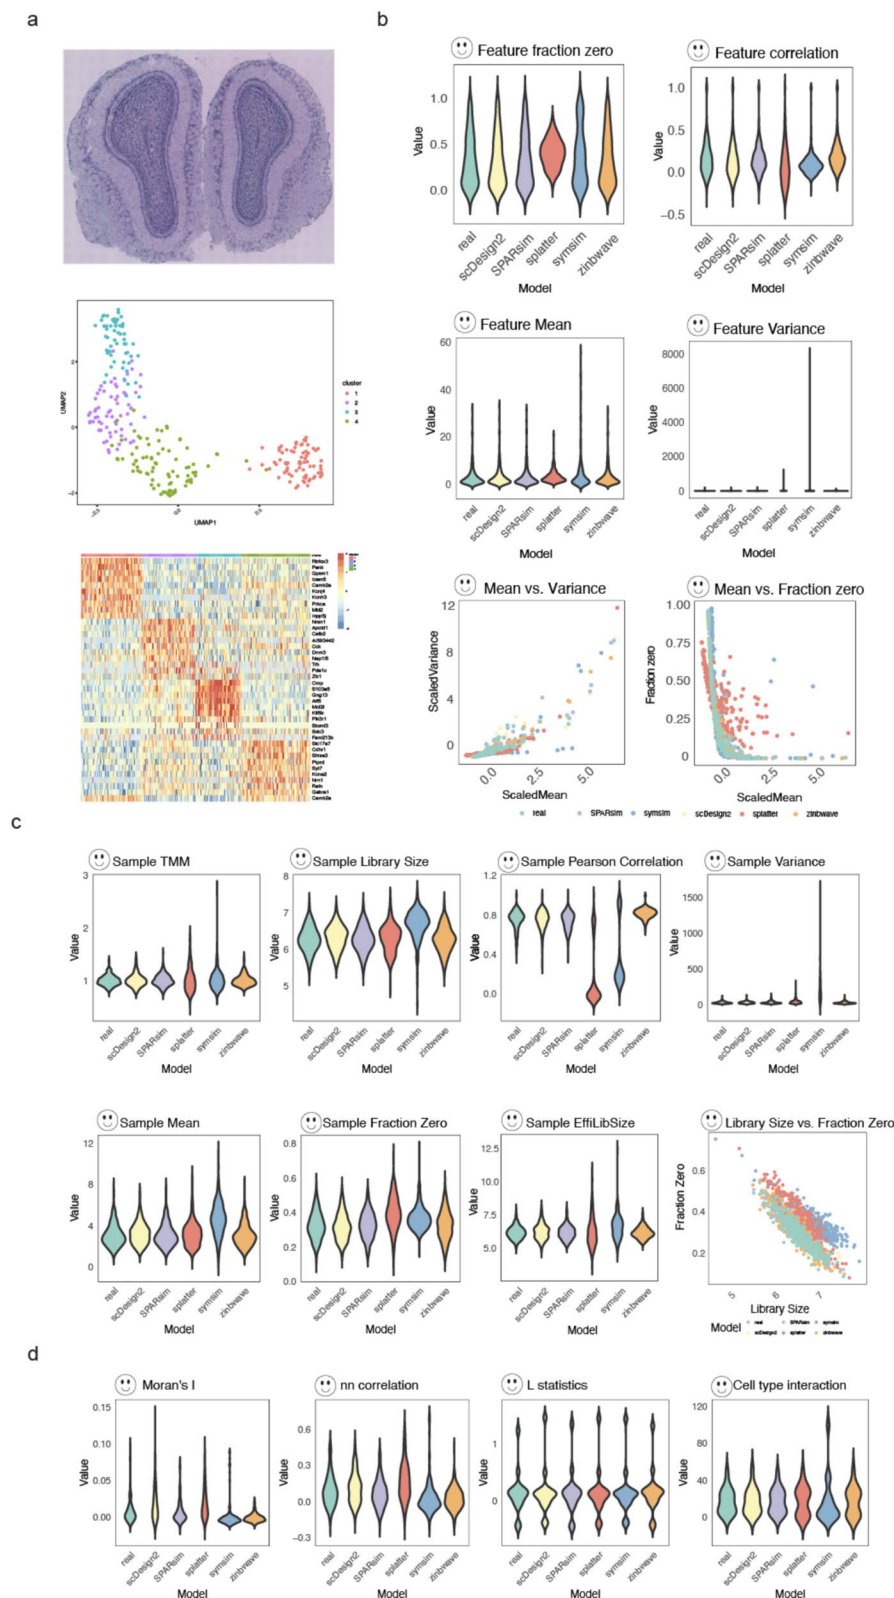 a
b
Feature fraction zero
Value
1.0
0.5
0.0
real
scDesign2
SPARsim
splatter
symsim
zinbwave
Model
Feature correlation
Value
1.0
0.5
0.0
−0.5
real
scDesign2
SPARsim
splatter
symsim
zinbwave
Model
UMAP2
2
0
−2
UMAP1
cluster
1
2
3
4
Feature Mean
Value
60
40
20
0
real
scDesign2
SPARsim
splatter
symsim
zinbwave
Model
Feature Variance
Value
8000
6000
4000
2000
0
real
scDesign2
SPARsim
splatter
symsim
zinbwave
Model
Mean vs. Variance
ScaledVariance
12
8
4
0
0.0
2.5
5.0
ScaledMean
Mean vs. Fraction zero
Fraction zero
1.00
0.75
0.50
0.25
0
0.0
2.5
5.0
ScaledMean
real
SPARsim
symsim
scDesign2
splatter
zinbwave
c
Sample TMM
Value
3
2
1
real
scDesign2
SPARsim
splatter
symsim
zinbwave
Model
Sample Library Size
Value
8
7
6
5
real
scDesign2
SPARsim
splatter
symsim
zinbwave
Model
Sample Pearson Correlation
Value
1.2
0.8
0.4
0.0
real
scDesign2
SPARsim
splatter
symsim
zinbwave
Model
Sample Variance
Value
1500
1000
500
0
real
scDesign2
SPARsim
splatter
symsim
zinbwave
Model
Sample Mean
Value
12
8
4
0
real
scDesign2
SPARsim
splatter
symsim
zinbwave
Model
Sample Fraction Zero
Value
0.8
0.6
0.4
0.2
0.0
real
scDesign2
SPARsim
splatter
symsim
zinbwave
Model
Sample EffiLibSize
Value
12.5
10.0
7.5
5.0
real
scDesign2
SPARsim
splatter
symsim
zinbwave
Model
Library Size vs. Fraction Zero
Fraction Zero
0.6
0.4
0.2
5
6
7
Library Size
Model
real
SPARsim
symsim
scDesign2
splatter
zinbwave
d
Moran's I
Value
0.15
0.10
0.05
0.00
real
scDesign2
SPARsim
splatter
symsim
zinbwave
Model
nn correlation
Value
0.6
0.3
0.0
−0.3
real
scDesign2
SPARsim
splatter
symsim
zinbwave
Model
L statistics
Value
1
0
real
scDesign2
SPARsim
splatter
symsim
zinbwave
Model
Cell type interaction
Value
120
80
40
0
real
scDesign2
SPARsim
splatter
symsim
zinbwave
Model